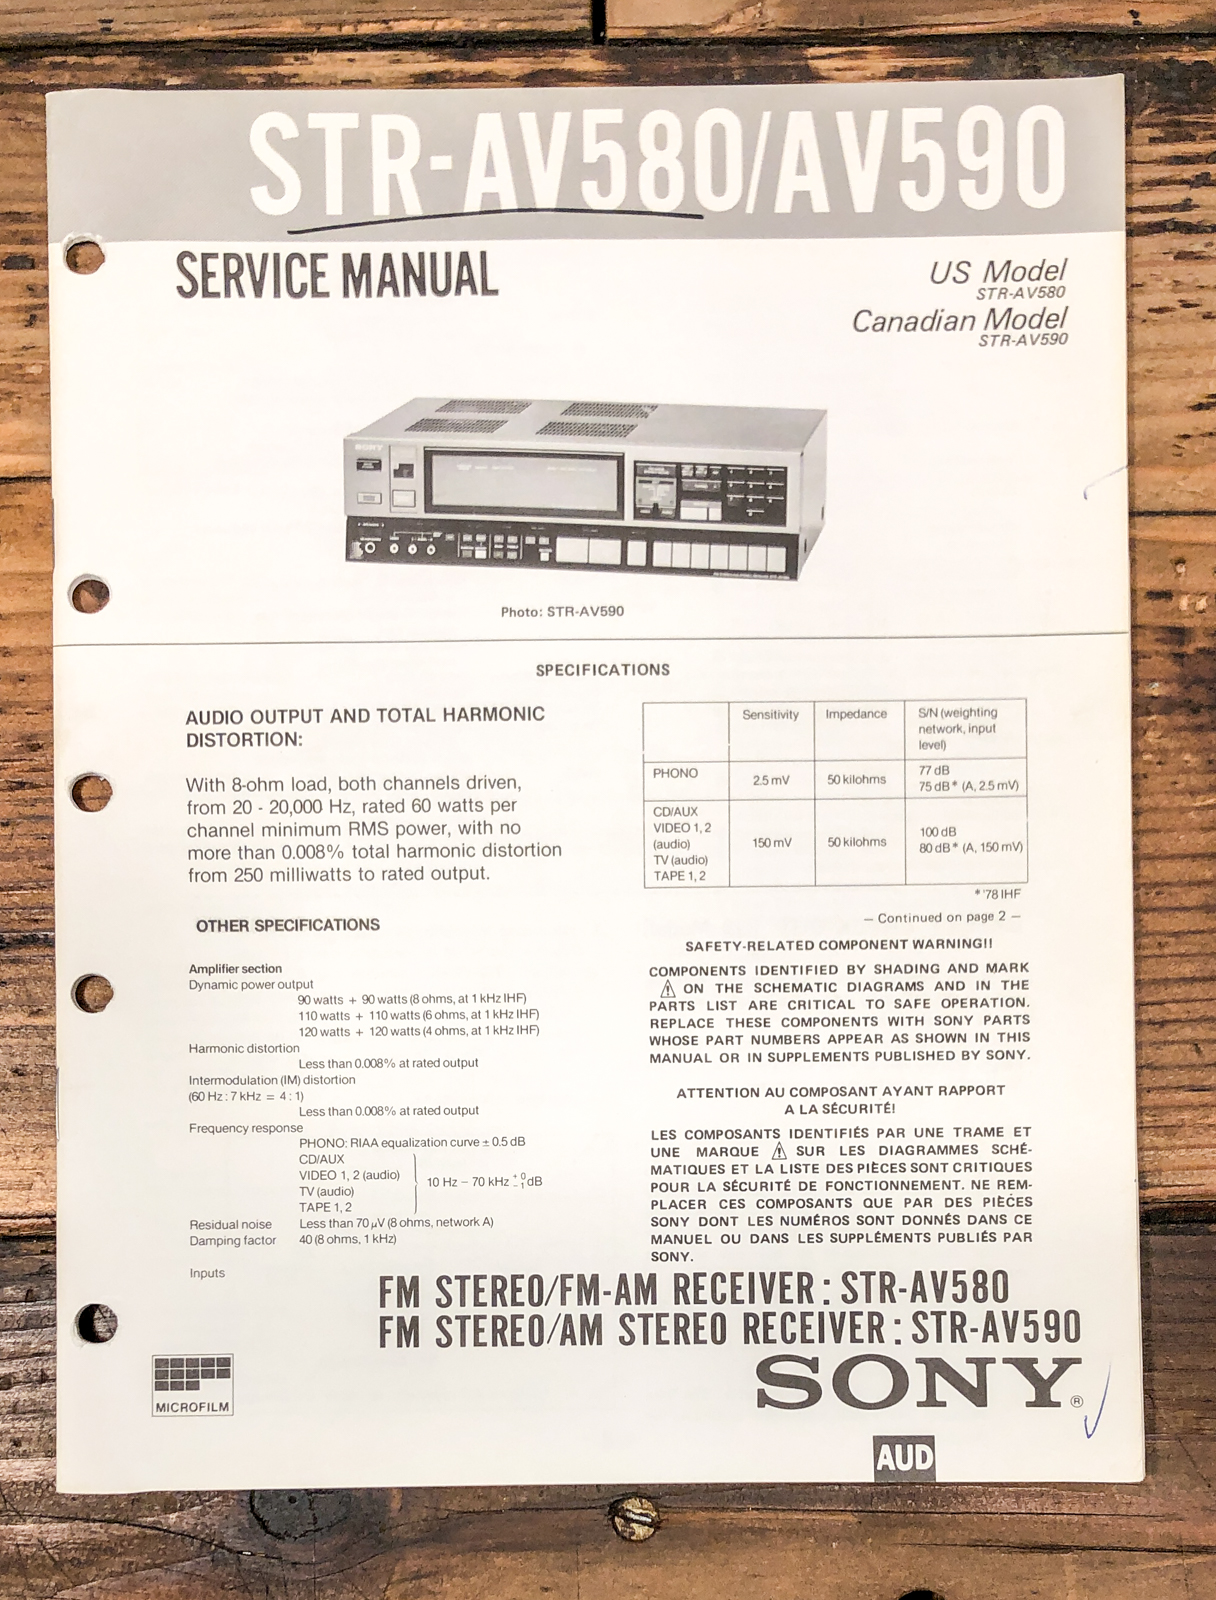 STR-AV580/AV590
SERVICE MANUAL
US Model
STR-AV580
Canadian Model
STR-AV590
SONY
Photo: STR-AV590
SPECIFICATIONS
AUDIO OUTPUT AND TOTAL HARMONIC
DISTORTION:
With 8-ohm load, both channels driven,
from 20 - 20,000 Hz, rated 60 watts per
channel minimum RMS power, with no
more than 0.008% total harmonic distortion
from 250 milliwatts to rated output.
OTHER SPECIFICATIONS
Amplifier section
Dynamic power output
90 watts + 90 watts (8 ohms, at 1 kHz IHF)
110 watts + 110 watts (6 ohms, at 1 kHz IHF)
120 watts + 120 watts (4 ohms, at 1 kHz IHF)
Harmonic distortion
Less than 0.008% at rated output
Intermodulation (IM) distortion
(60 Hz : 7 kHz = 4 : 1)
Less than 0.008% at rated output
Frequency response
PHONO: RIAA equalization curve ± 0.5 dB
CD/AUX
VIDEO 1, 2 (audio)
TV (audio)
TAPE 1, 2
10 Hz – 70 kHz +0 −1 dB
Residual noise Less than 70 µV (8 ohms, network A)
Damping factor 40 (8 ohms, 1 kHz)
Inputs
Sensitivity Impedance S/N (weighting
network, input
level)
PHONO 2.5 mV 50 kilohms 77 dB
75 dB* (A, 2.5 mV)
CD/AUX
VIDEO 1, 2
(audio)
TV (audio)
TAPE 1, 2
150 mV 50 kilohms 100 dB
80 dB* (A, 150 mV)
* '78 IHF
— Continued on page 2 —
SAFETY-RELATED COMPONENT WARNING!!
COMPONENTS IDENTIFIED BY SHADING AND MARK
⚠ ON THE SCHEMATIC DIAGRAMS AND IN THE
PARTS LIST ARE CRITICAL TO SAFE OPERATION.
REPLACE THESE COMPONENTS WITH SONY PARTS
WHOSE PART NUMBERS APPEAR AS SHOWN IN THIS
MANUAL OR IN SUPPLEMENTS PUBLISHED BY SONY.
ATTENTION AU COMPOSANT AYANT RAPPORT
A LA SÉCURITÉ!
LES COMPOSANTS IDENTIFIÉS PAR UNE TRAME ET
UNE MARQUE ⚠ SUR LES DIAGRAMMES SCHÉ-
MATIQUES ET LA LISTE DES PIÈCES SONT CRITIQUES
POUR LA SÉCURITÉ DE FONCTIONNEMENT. NE REM-
PLACER CES COMPOSANTS QUE PAR DES PIÈCES
SONY DONT LES NUMÉROS SONT DONNÉS DANS CE
MANUEL OU DANS LES SUPPLÉMENTS PUBLIÉS PAR
SONY.
FM STEREO/FM-AM RECEIVER: STR-AV580
FM STEREO/AM STEREO RECEIVER: STR-AV590
SONY®
MICROFILM
AUD